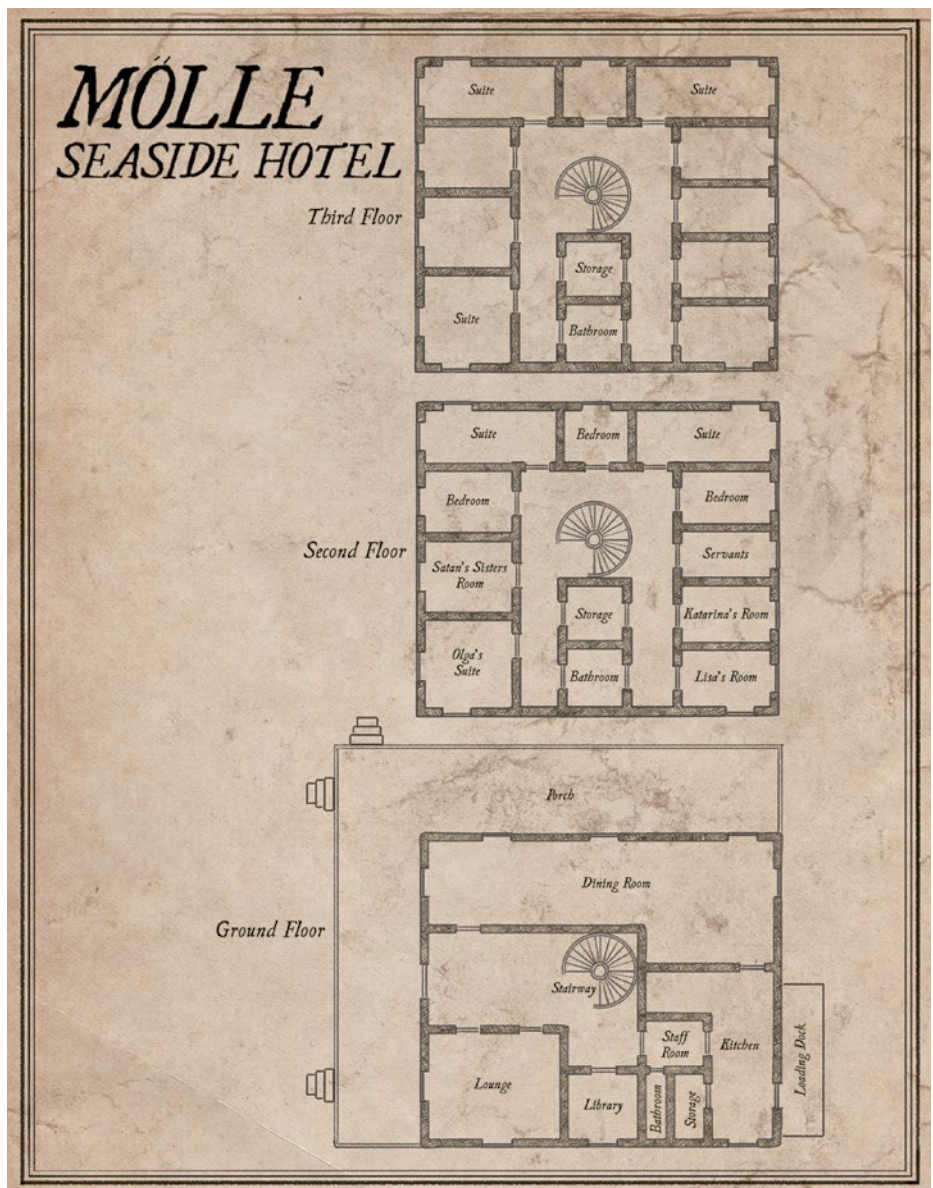 MÖLLE
SEASIDE HOTEL
Third Floor
Suite
Suite
Storage
Suite
Bathroom
Second Floor
Suite
Bedroom
Suite
Bedroom
Bedroom
Servants
Satan's Sisters
Room
Storage
Katarina's Room
Olga's
Suite
Bathroom
Lisa's Room
Ground Floor
Porch
Dining Room
Stairway
Staff
Room
Kitchen
Loading Dock
Lounge
Library
Bathroom
Storage